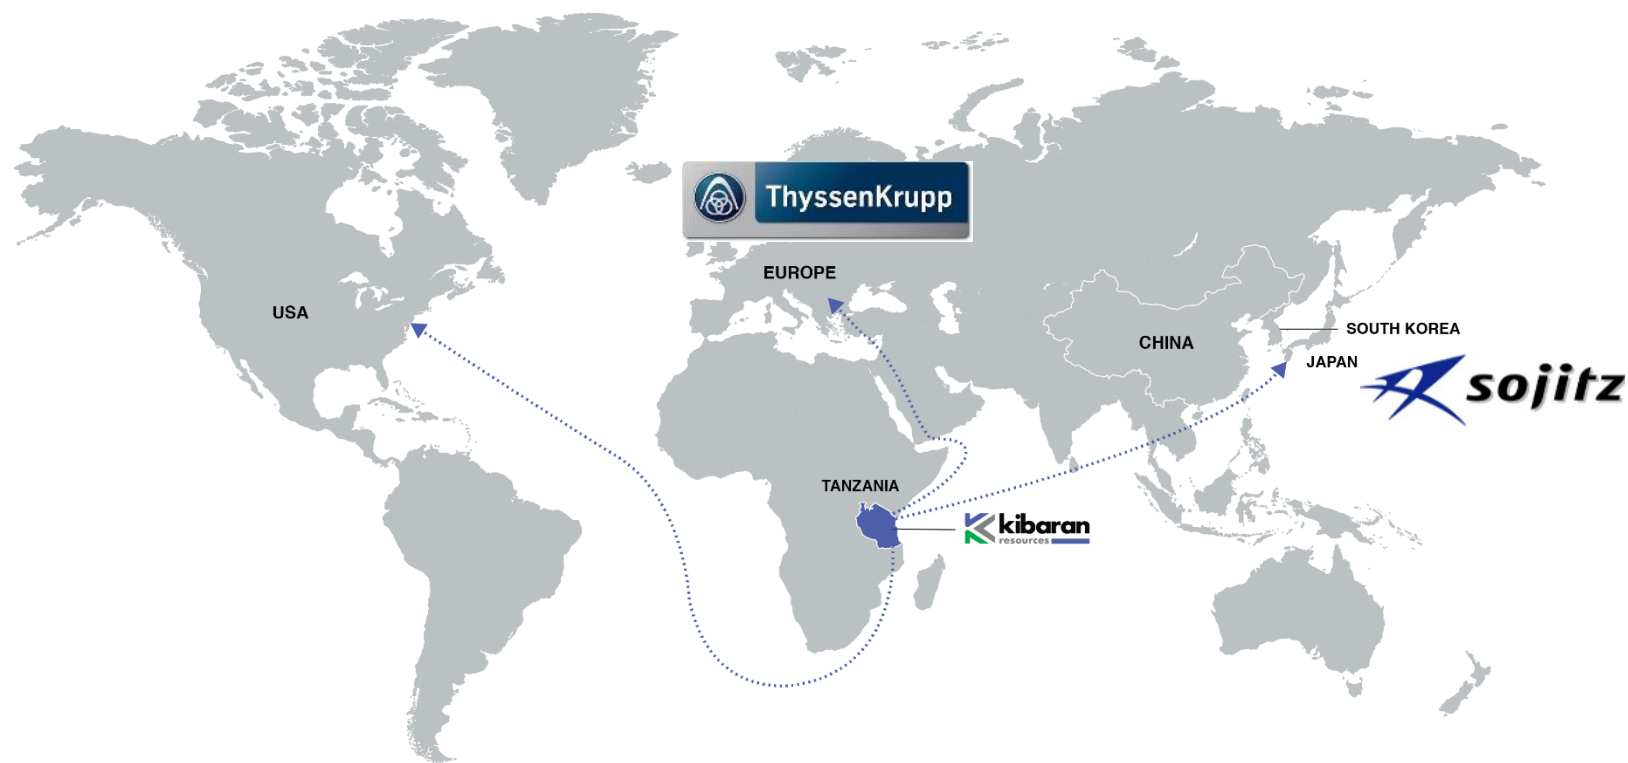 ThyssenKrupp
EUROPE
USA
SOUTH KOREA
CHINA
JAPAN
sojitz
TANZANIA
kibaran
resources